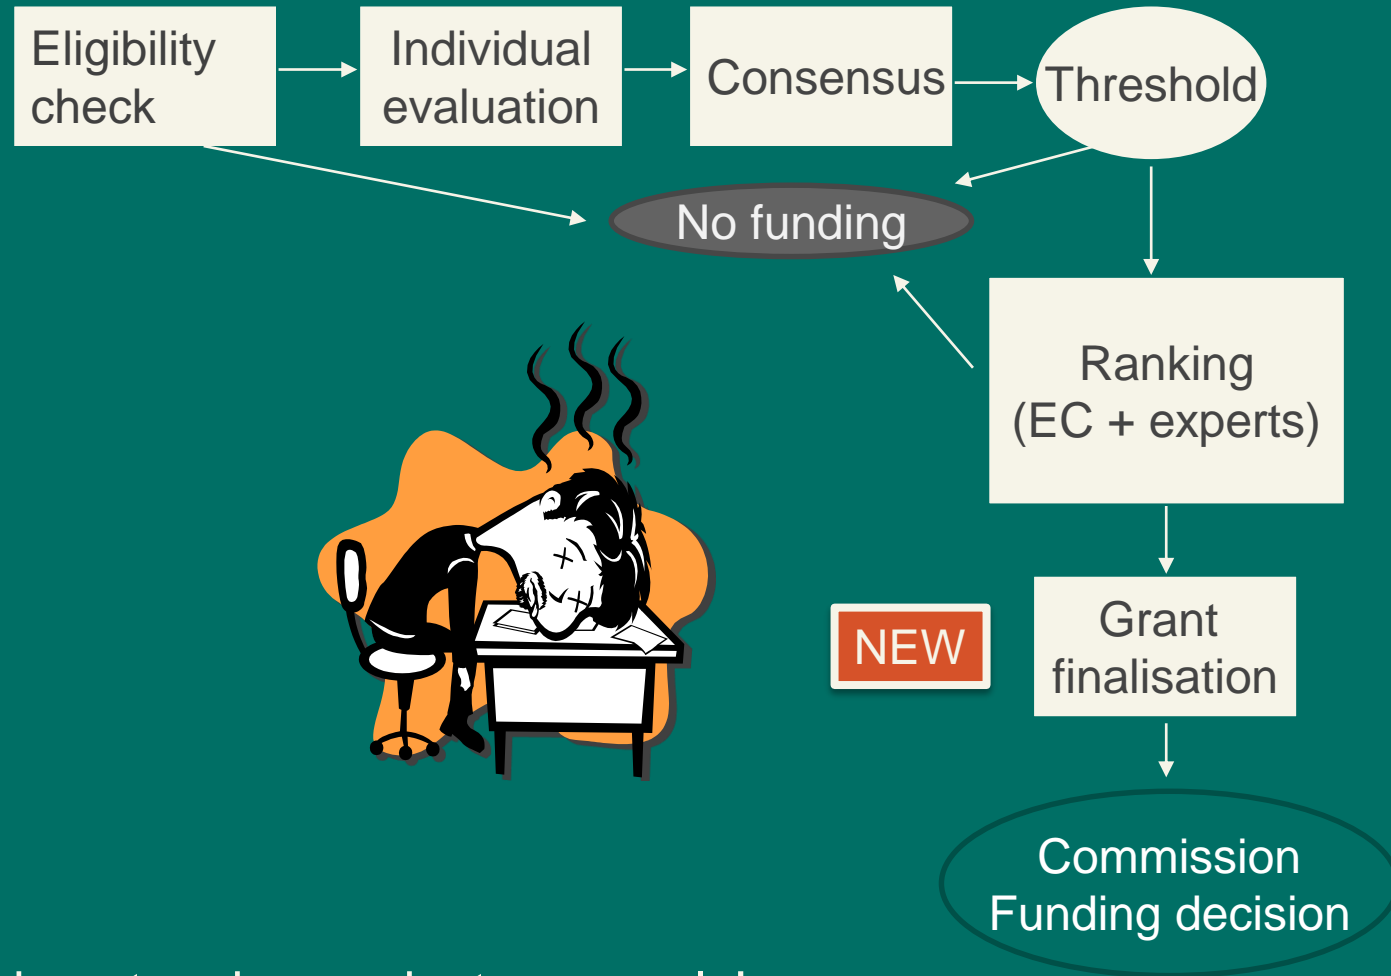 Eligibility
check
Individual
evaluation
Consensus
Threshold
No funding
Ranking
(EC + experts)
NEW
Grant
finalisation
Commission
Funding decision